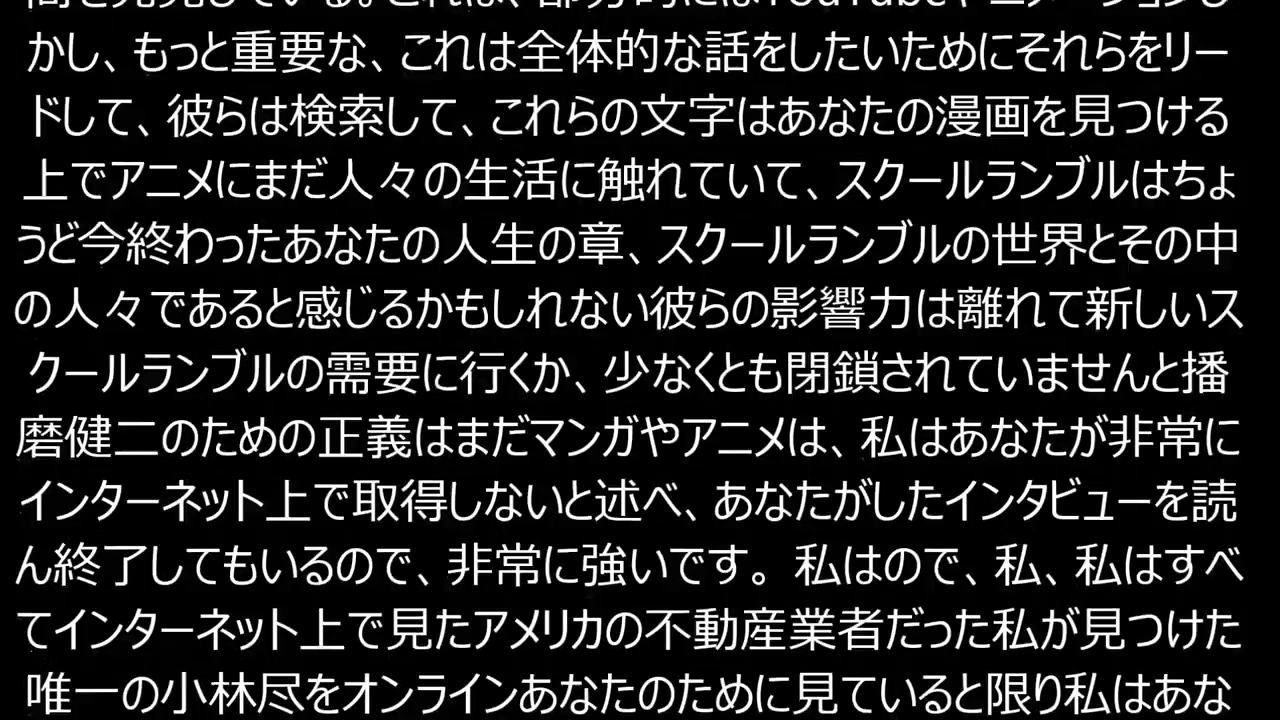 かし、もっと重要な、これは全体的な話をしたいためにそれらをリー
ドして、彼らは検索して、これらの文字はあなたの漫画を見つける
上でアニメにまだ人々の生活に触れていて、スクールランブルはちょ
うど今終わったあなたの人生の章、スクールランブルの世界とその中
の人々であると感じるかもしれない彼らの影響力は離れて新しいス
クールランブルの需要に行くか、少なくとも閉鎖されていませんと播
磨健二のための正義はまだマンガやアニメは、私はあなたが非常に
インターネット上で取得しないと述べ、あなたがしたインタビューを読
ん終了してもいるので、非常に強いです。私はので、私、私はすべ
てインターネット上で見たアメリカの不動産業者だった私が見つけた
唯一の小林尽をオンラインあなたのために見ていると限り私はあな